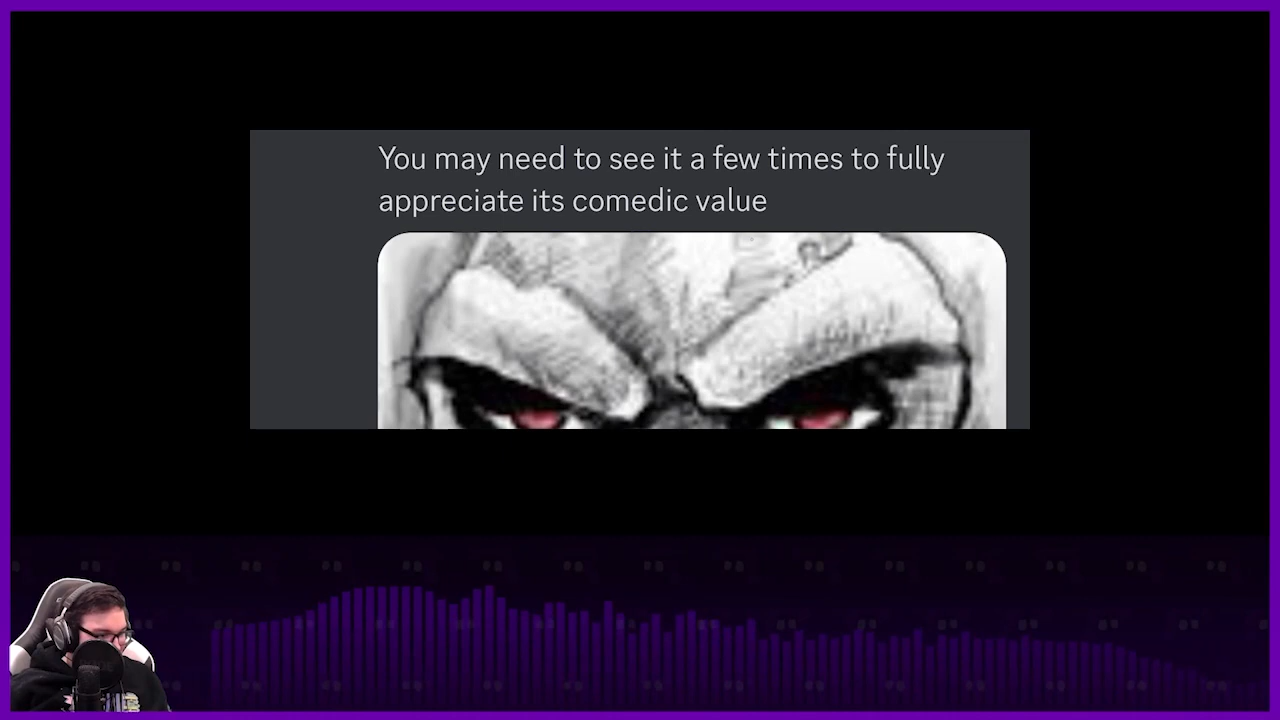 You may need to see it a few times to fully
appreciate its comedic value